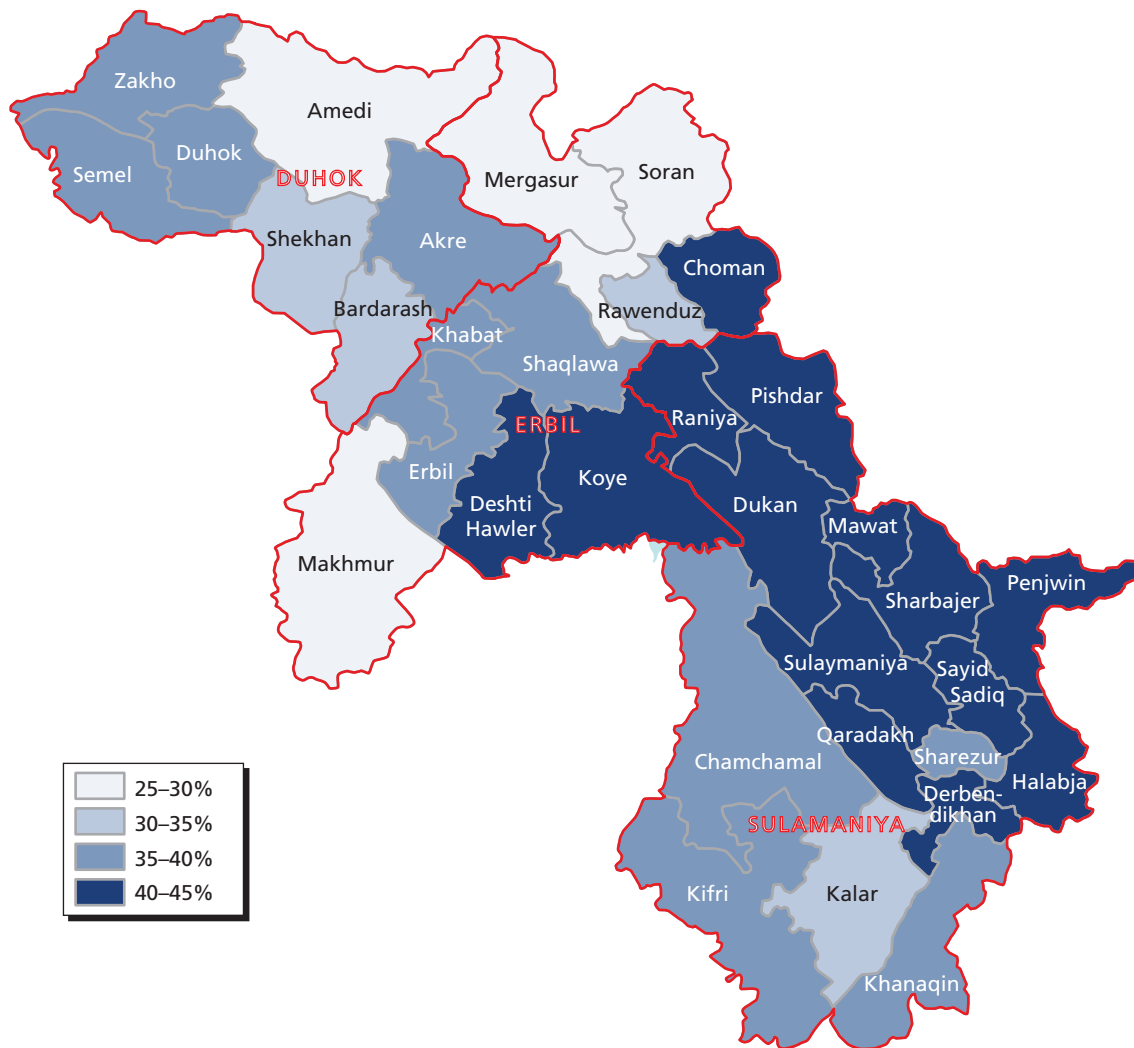 Zakho
Amedi
Duhok
Semel
DUHOK
Mergasur
Soran
Shekhan
Akre
Choman
Bardarash
Rawenduz
Khabat
Shaqlawa
Pishdar
Raniya
ERBIL
Erbil
Koye
Deshti
Hawler
Dukan
Mawat
Makhmur
Penjwin
Sharbajer
Sulaymaniya
Sayid
Sadiq
Qaradakh
Chamchamal
Sharezur
Halabja
Derben-
dikhan
SULAMANIYA
Kifri
Kalar
Khanaqin
25–30%
30–35%
35–40%
40–45%